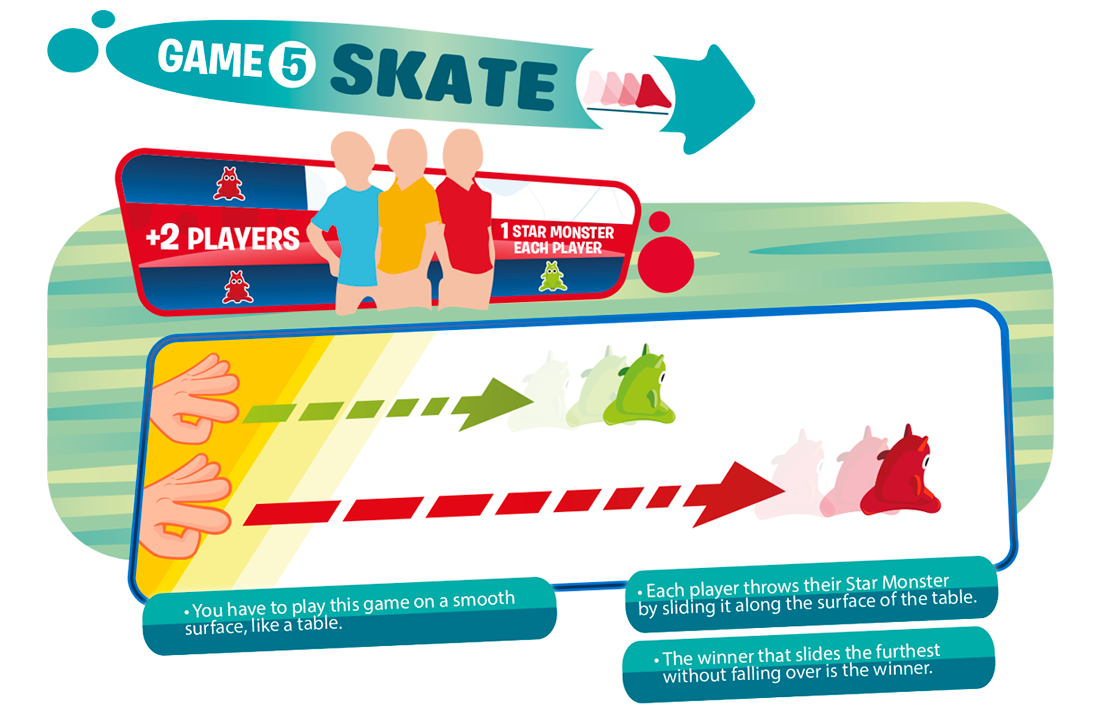 GAME 5 SKATE
+2 PLAYERS
1 STAR MONSTER
EACH PLAYER
• You have to play this game on a smooth
surface, like a table.
• Each player throws their Star Monster
by sliding it along the surface of the table.
• The winner that slides the furthest
without falling over is the winner.